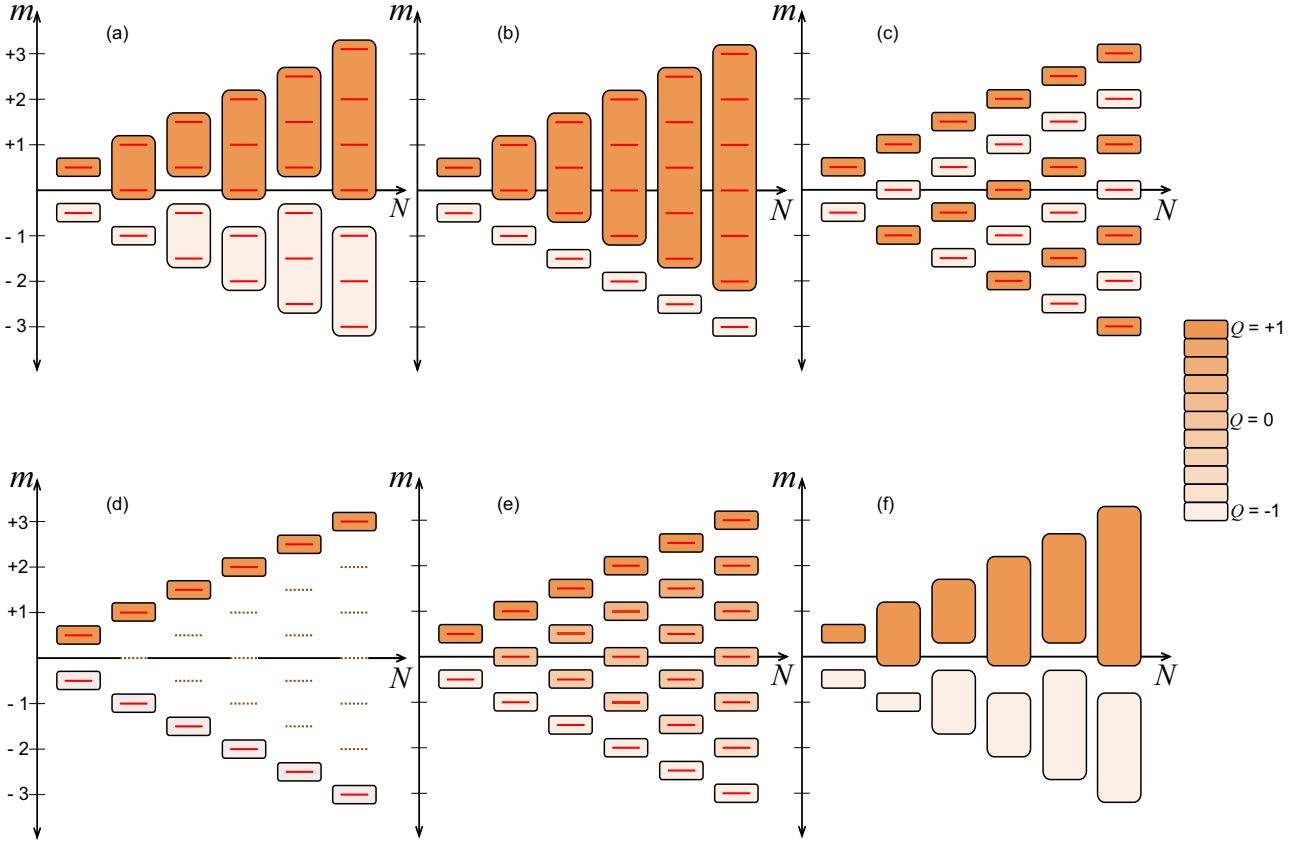 m
(a)
+3
+2
+1
- 1
- 2
- 3
N
m
(b)
N
m
(c)
N
Q = +1
Q = 0
Q = -1
m
(d)
+3
+2
+1
- 1
- 2
- 3
N
m
(e)
N
m
(f)
N